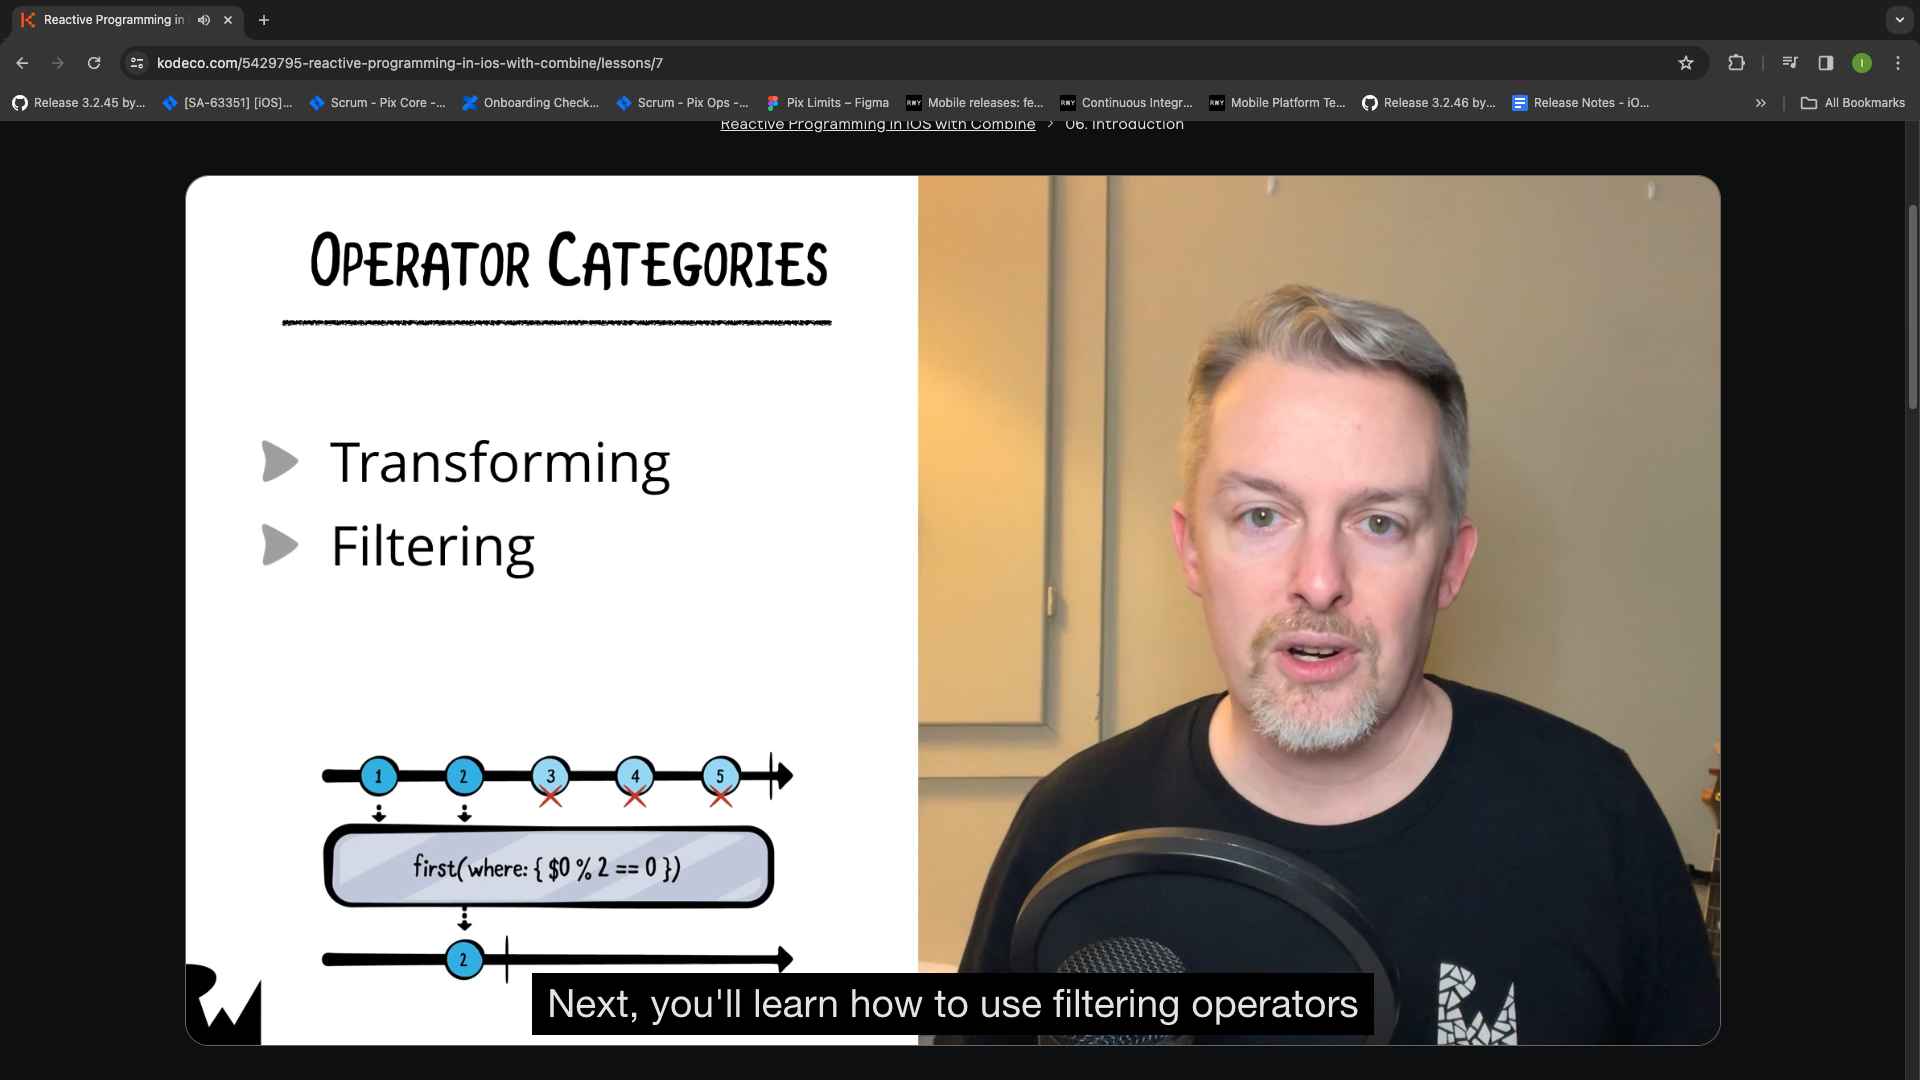 Reactive Programming in
kodeco.com/5429795-reactive-programming-in-ios-with-combine/lessons/7
Release 3.2.45 by...
[SA-63351] [iOS]...
Scrum - Pix Core -...
Onboarding Check...
Scrum - Pix Ops -...
Pix Limits – Figma
Mobile releases: fe...
Continuous Integr...
Mobile Platform Te...
Release 3.2.46 by...
Release Notes - iO...
All Bookmarks
Reactive Programming in iOS with Combine > 06. Introduction
OPERATOR CATEGORIES
Transforming
Filtering
1 2 3 4 5
first(where: { $0 % 2 == 0 })
2
Next, you'll learn how to use filtering operators